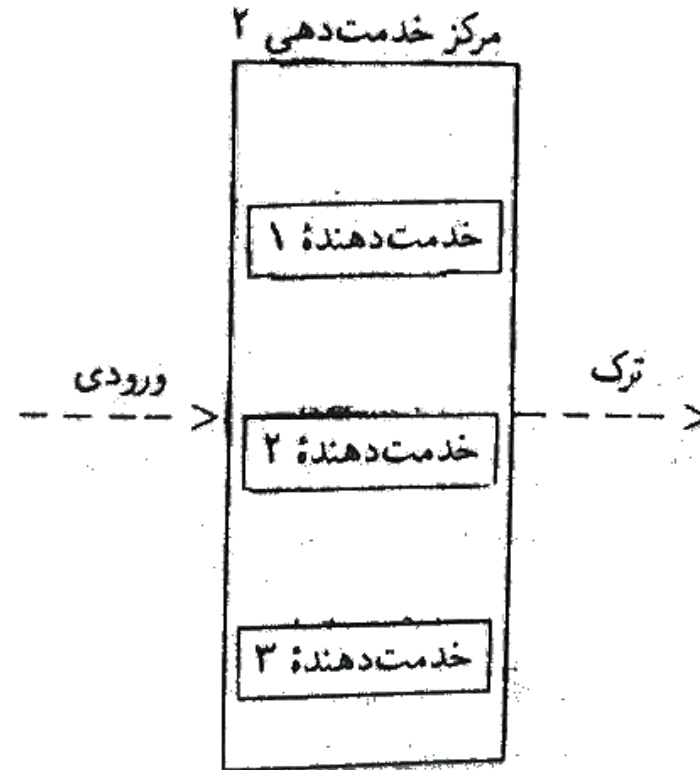 مرکز خدمت‌دهی ۲
خدمت‌دهندهٔ ۱
ورودی
ترک
خدمت‌دهندهٔ ۲
خدمت‌دهندهٔ ۳